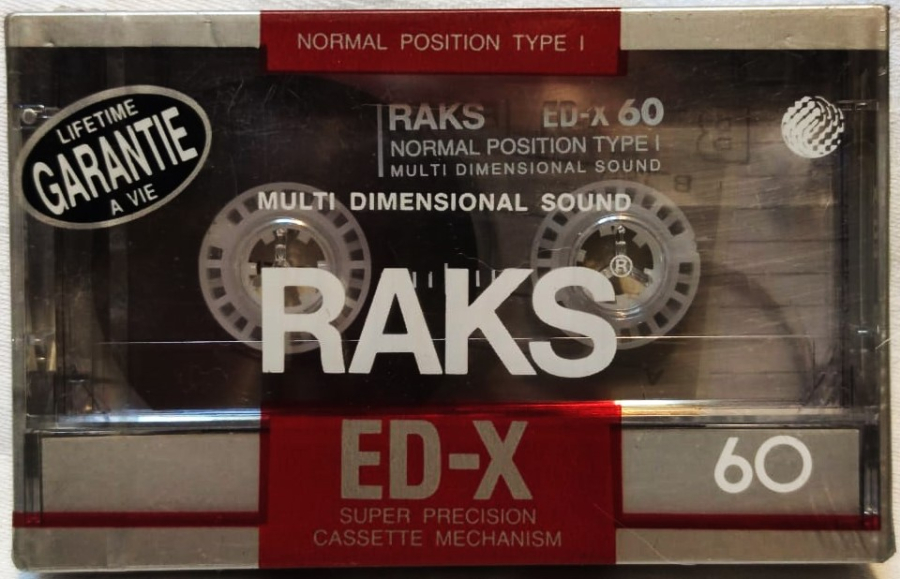 NORMAL POSITION TYPE I
LIFETIME
GARANTIE
A VIE
RAKS ED-X 60
NORMAL POSITION TYPE I
MULTI DIMENSIONAL SOUND
MULTI DIMENSIONAL SOUND
RAKS®
ED-X
60
SUPER PRECISION
CASSETTE MECHANISM